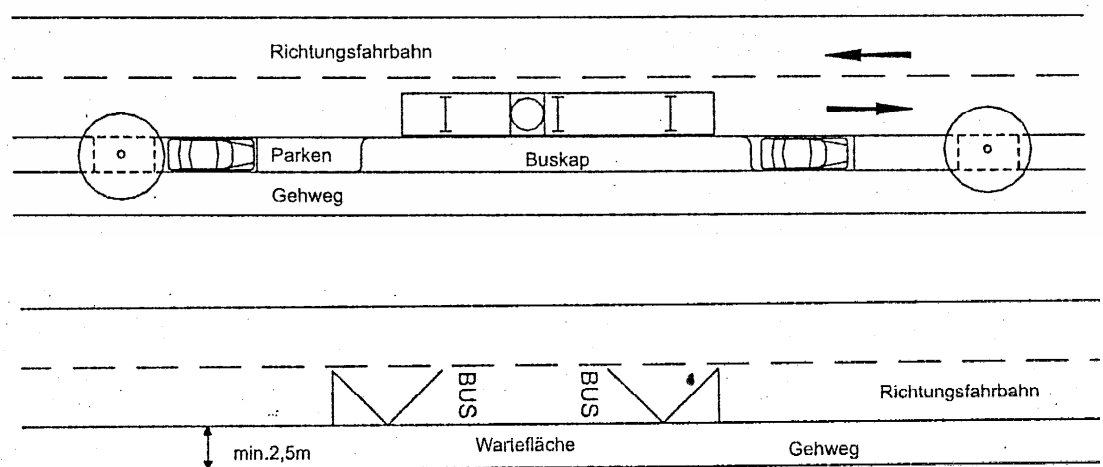 Richtungsfahrbahn
Parken
Buskap
Gehweg
BUS
BUS
Richtungsfahrbahn
min.2,5m
Wartefläche
Gehweg